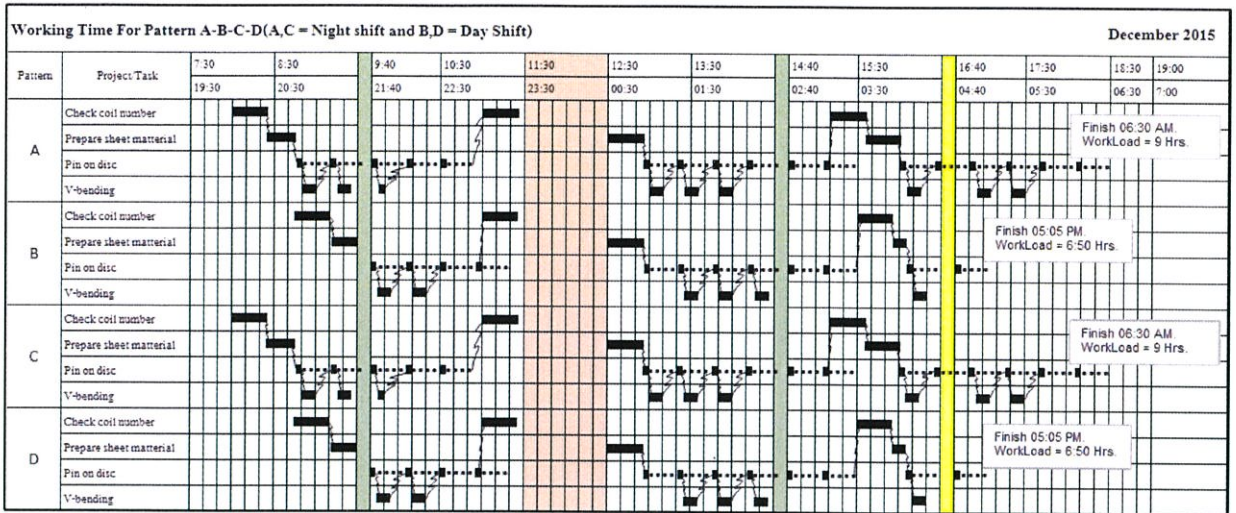 Working Time For Pattern A-B-C-D(A,C = Night shift and B,D = Day Shift) December 2015
Pattern Project/Task 7:30 8:30 9:40 10:30 11:30 12:30 13:30 14:40 15:30 16:40 17:30 18:30 19:00
19:30 20:30 21:40 22:30 23:30 00:30 01:30 02:40 03:30 04:40 05:30 06:30 7:00
A
Check coil number
Prepare sheet matterial
Pin on disc
V-bending
Finish 06:30 AM.
WorkLoad = 9 Hrs.
B
Check coil number
Prepare sheet matterial
Pin on disc
V-bending
Finish 05:05 PM.
WorkLoad = 6:50 Hrs.
C
Check coil number
Prepare sheet matterial
Pin on disc
V-bending
Finish 06:30 AM.
WorkLoad = 9 Hrs.
D
Check coil number
Prepare sheet matterial
Pin on disc
V-bending
Finish 05:05 PM.
WorkLoad = 6:50 Hrs.